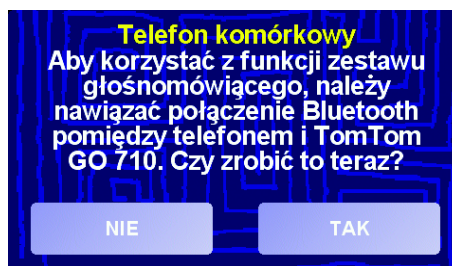 Telefon komórkowy
Aby korzystać z funkcji zestawu
głośnomówiącego, należy
nawiązać połączenie Bluetooth
pomiędzy telefonem i TomTom
GO 710. Czy zrobić to teraz?
NIE
TAK